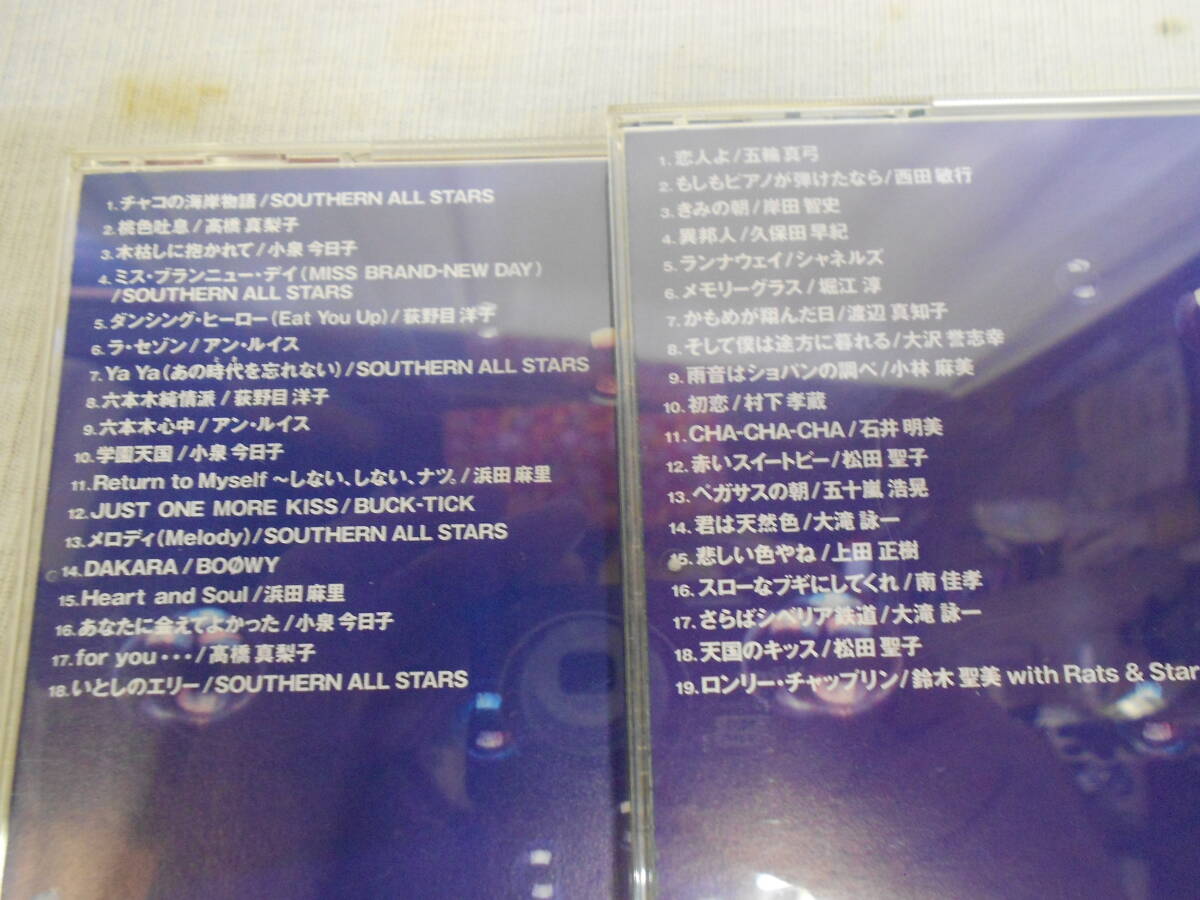 1.チャコの海岸物語/SOUTHERN ALL STARS
2.桃色吐息/高橋 真梨子
3.木枯しに抱かれて/小泉 今日子
4.ミス・ブランニュー・デイ(MISS BRAND-NEW DAY)
/SOUTHERN ALL STARS
5.ダンシング・ヒーロー(Eat You Up)/荻野目 洋子
6.ラ・セゾン/アン・ルイス
7.Ya Ya(あの時代を忘れない)/SOUTHERN ALL STARS
8.六本木純情派/荻野目 洋子
9.六本木心中/アン・ルイス
10.学園天国/小泉 今日子
11.Return to Myself ～しない、しない、ナツ。/浜田 麻里
12.JUST ONE MORE KISS/BUCK-TICK
13.メロディ(Melody)/SOUTHERN ALL STARS
14.DAKARA/BOØWY
15.Heart and Soul/浜田 麻里
16.あなたに会えてよかった/小泉 今日子
17.for you・・・/高橋 真梨子
18.いとしのエリー/SOUTHERN ALL STARS
1.恋人よ/五輪 真弓
2.もしもピアノが弾けたなら/西田 敏行
3.きみの朝/岸田 智史
4.異邦人/久保田 早紀
5.ランナウェイ/シャネルズ
6.メモリーグラス/堀江 淳
7.かもめが翔んだ日/渡辺 真知子
8.そして僕は途方に暮れる/大沢 誉志幸
9.雨音はショパンの調べ/小林 麻美
10.初恋/村下 孝蔵
11.CHA-CHA-CHA/石井 明美
12.赤いスイートピー/松田 聖子
13.ペガサスの朝/五十嵐 浩晃
14.君は天然色/大滝 詠一
15.悲しい色やね/上田 正樹
16.スローなブギにしてくれ/南 佳孝
17.さらばシベリア鉄道/大滝 詠一
18.天国のキッス/松田 聖子
19.ロンリー・チャップリン/鈴木 聖美 with Rats & Star